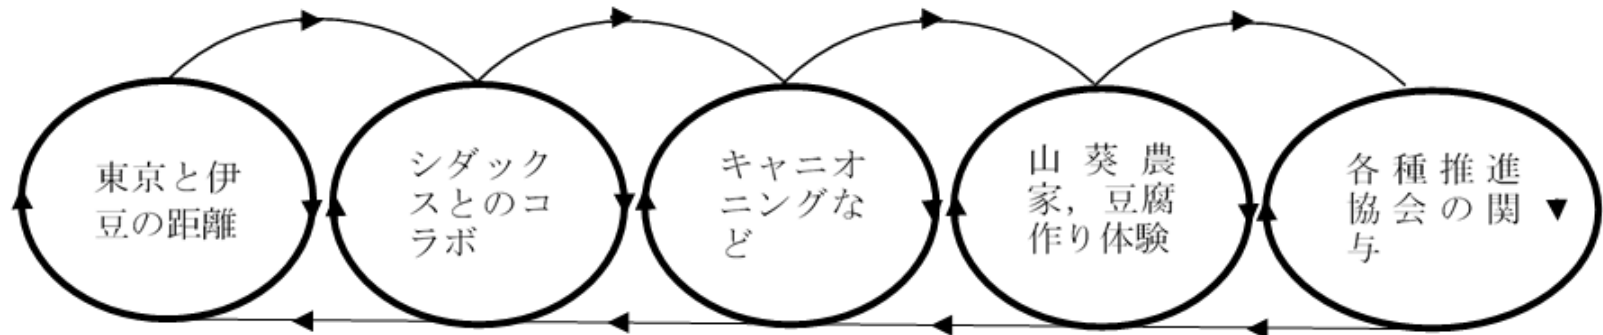 東京と伊
豆の距離
シダック
スとのコ
ラボ
キャニオ
ニングな
ど
山葵農
家，豆腐
作り体験
各種推進
協会の関
与